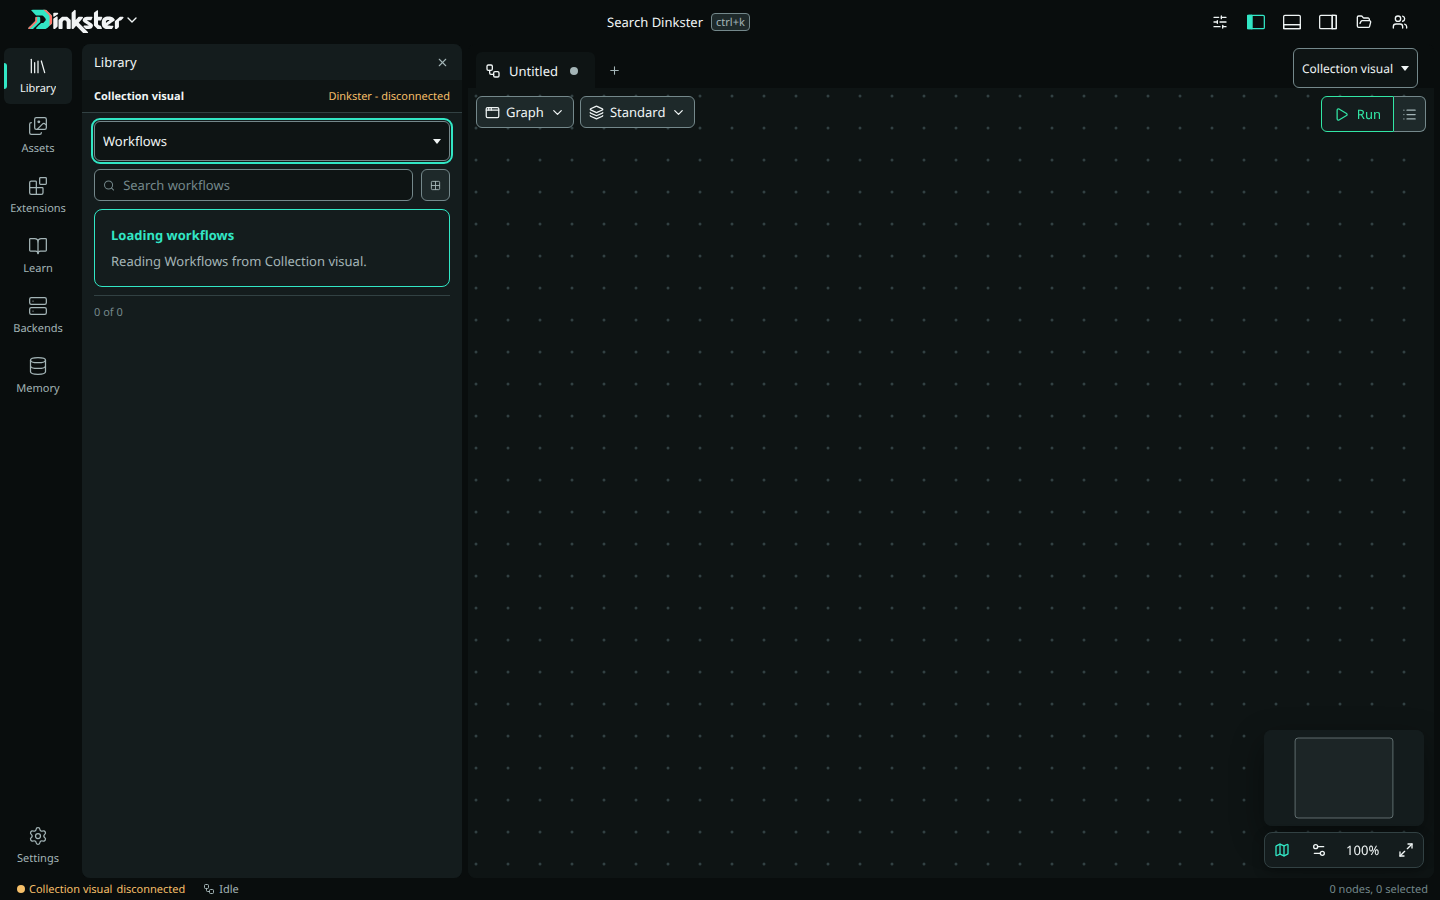 Dinkster
Search Dinkster ctrl+k
Library
Assets
Extensions
Learn
Backends
Memory
Settings
Library
Collection visual Dinkster - disconnected
Workflows
Search workflows
Loading workflows
Reading Workflows from Collection visual.
0 of 0
Untitled
Collection visual
Graph
Standard
Run
100%
Collection visual disconnected
Idle
0 nodes, 0 selected